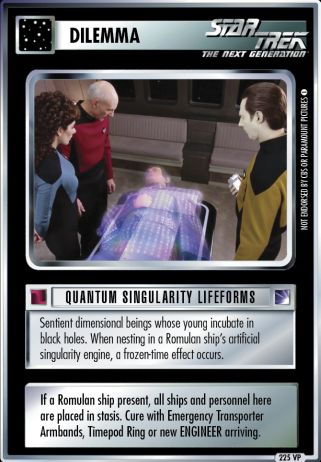 DILEMMA
STAR TREK
THE NEXT GENERATION
NOT ENDORSED BY CBS OR PARAMOUNT PICTURES
QUANTUM SINGULARITY LIFEFORMS
Sentient dimensional beings whose young incubate in
black holes. When nesting in a Romulan ship's artificial
singularity engine, a frozen-time effect occurs.
If a Romulan ship present, all ships and personnel here
are placed in stasis. Cure with Emergency Transporter
Armbands, Timepod Ring or new ENGINEER arriving.
225 VP